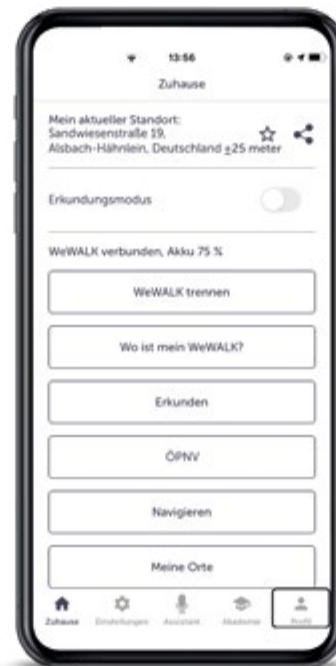 13:56
Zuhause
Mein aktueller Standort:
Sandwiesenstraße 19,
Alsbach-Hähnlein, Deutschland ±25 meter
Erkundungsmodus
WeWALK verbunden, Akku 75 %
WeWALK trennen
Wo ist mein WeWALK?
Erkunden
ÖPNV
Navigieren
Meine Orte
Zuhause Einstellungen Assistent Akademie Profil